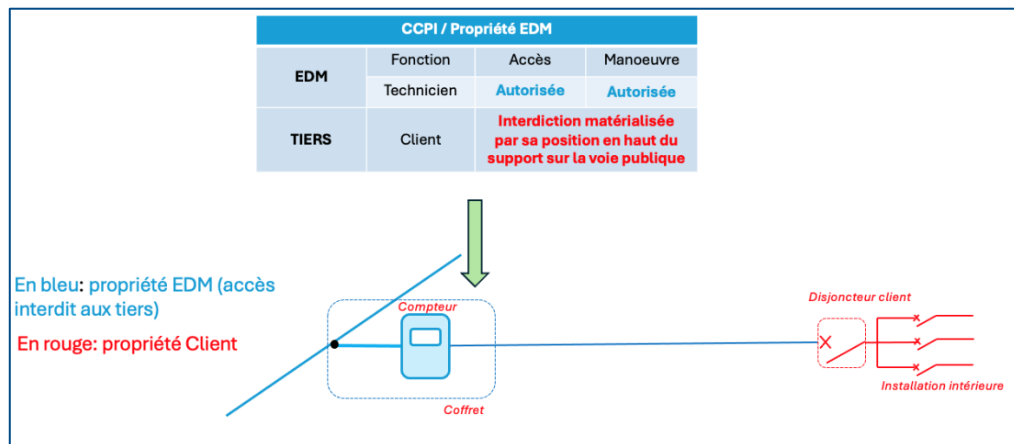 CCPI / Propriété EDM
EDM
Fonction
Accès
Manoeuvre
Technicien
Autorisée
Autorisée
TIERS
Client
Interdiction matérialisée
par sa position en haut du
support sur la voie publique
En bleu: propriété EDM (accès
interdit aux tiers)
En rouge: propriété Client
Compteur
Coffret
Disjoncteur client
Installation intérieure